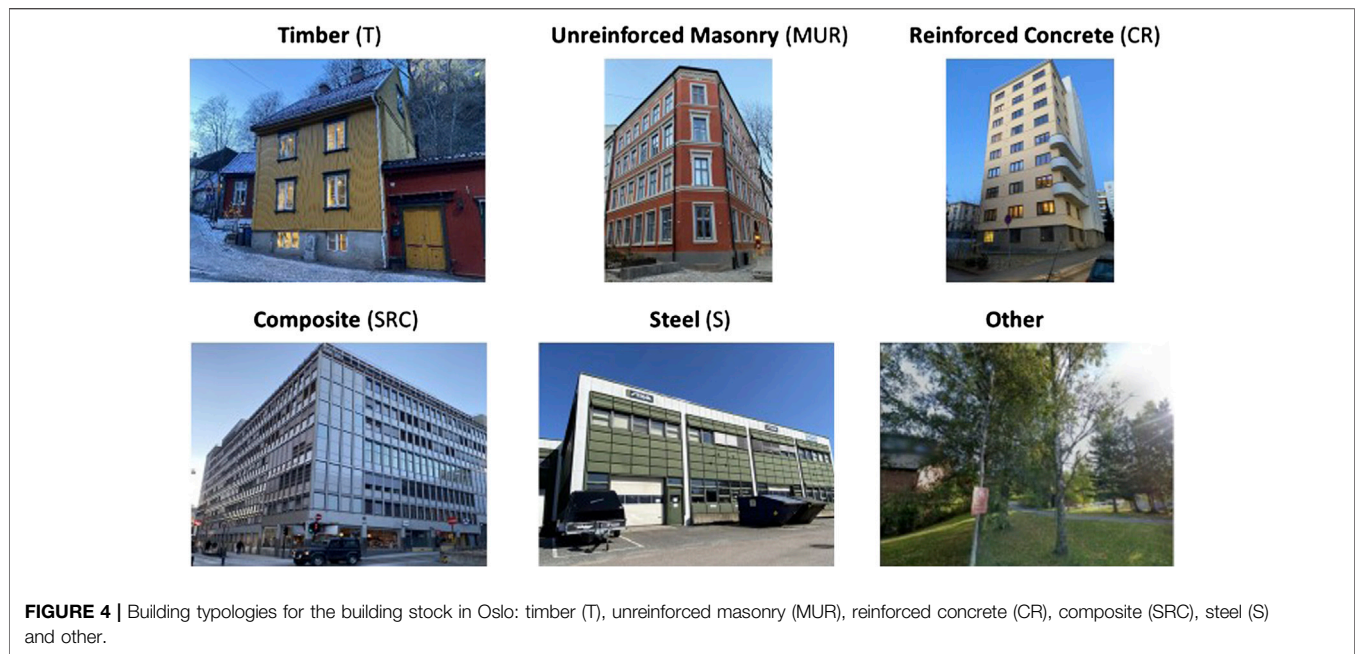 Timber (T)
Unreinforced Masonry (MUR)
Reinforced Concrete (CR)
Composite (SRC)
Steel (S)
Other
FIGURE 4 | Building typologies for the building stock in Oslo: timber (T), unreinforced masonry (MUR), reinforced concrete (CR), composite (SRC), steel (S)
and other.